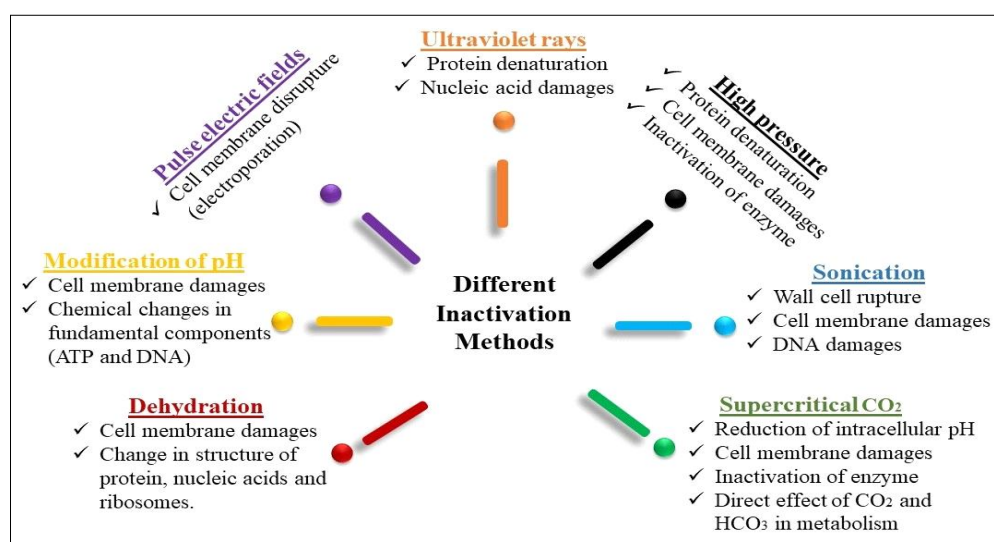 Ultraviolet rays
✓ Protein denaturation
✓ Nucleic acid damages
High pressure
✓ Protein denaturation
✓ Cell membrane damages
✓ Inactivation of enzyme
Sonication
✓ Wall cell rupture
✓ Cell membrane damages
✓ DNA damages
Supercritical CO₂
✓ Reduction of intracellular pH
✓ Cell membrane damages
✓ Inactivation of enzyme
✓ Direct effect of CO₂ and
HCO₃ in metabolism
Dehydration
✓ Cell membrane damages
✓ Change in structure of
protein, nucleic acids and
ribosomes.
Modification of pH
✓ Cell membrane damages
✓ Chemical changes in
fundamental components
(ATP and DNA)
Pulse electric fields
✓ Cell membrane disrupture
(electroporation)
Different
Inactivation
Methods